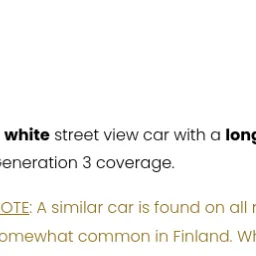 white street view car with a long
eneration 3 coverage.
OTE: A similar car is found on all
omewhat common in Finland. Wh